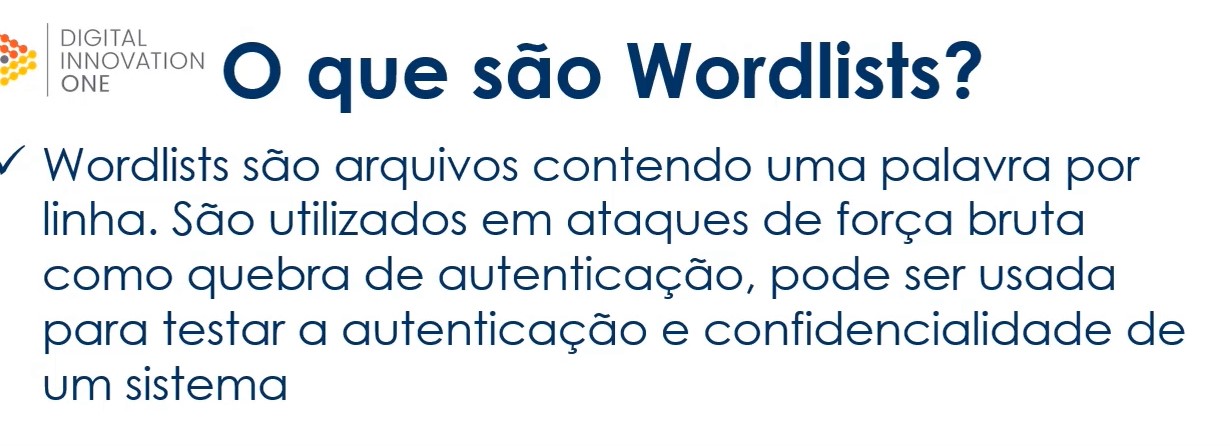 DIGITAL
INNOVATION
ONE
O que são Wordlists?
✓ Wordlists são arquivos contendo uma palavra por
linha. São utilizados em ataques de força bruta
como quebra de autenticação, pode ser usada
para testar a autenticação e confidencialidade de
um sistema